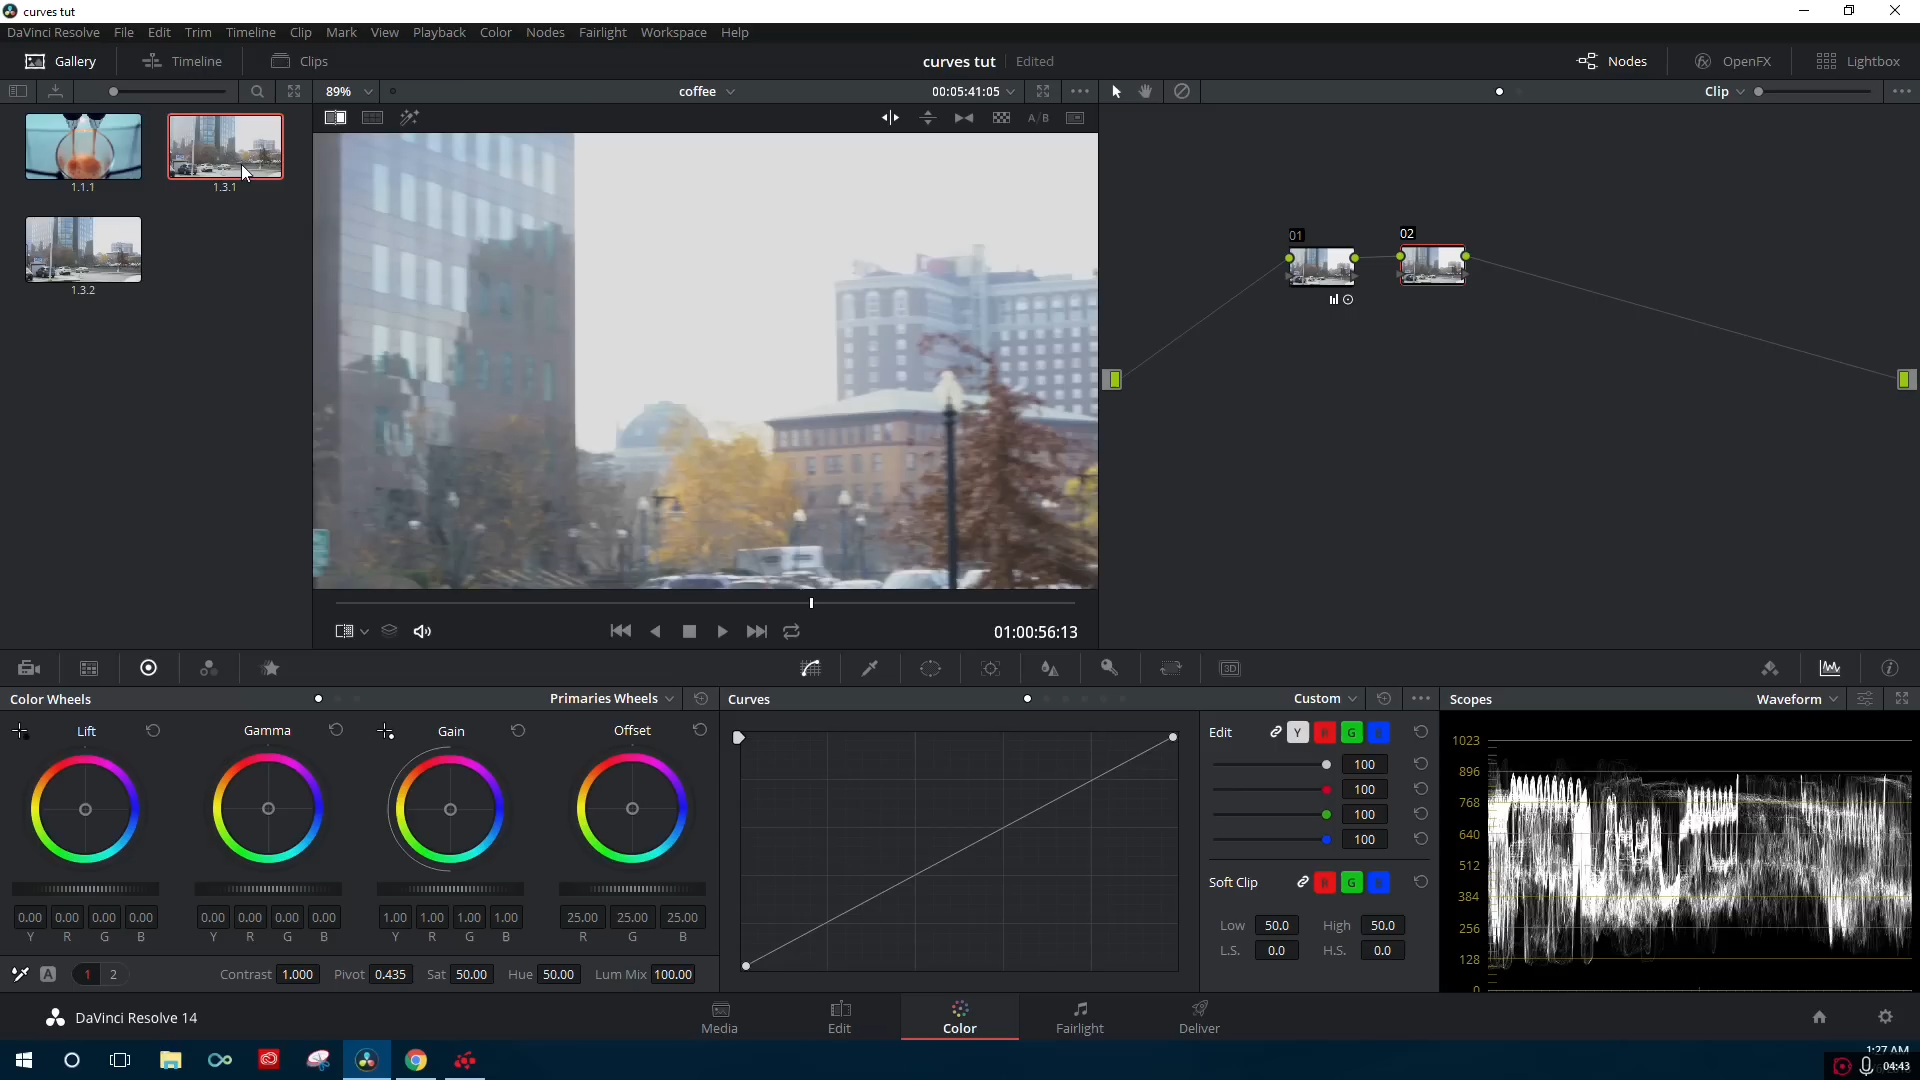 curves tut
DaVinci Resolve File Edit Trim Timeline Clip Mark View Playback Color Nodes Fairlight Workspace Help
Gallery Timeline Clips curves tut Edited Nodes OpenFX Lightbox
89% coffee 00:05:41:05 Clip
A/B
1.1.1 1.3.1
1.3.2
01 02
01:00:56:13
3D
Color Wheels Primaries Wheels Curves Custom Scopes Waveform
Lift Gamma Gain Offset Edit Y R G B
100
100
100
100
1023
896
768
640
512
384
256
128
0
Soft Clip R G B
0.00 0.00 0.00 0.00 0.00 0.00 0.00 0.00 1.00 1.00 1.00 1.00 25.00 25.00 25.00
Y R G B Y R G B Y R G B R G B
Low 50.0 High 50.0
L.S. 0.0 H.S. 0.0
A 1 2 Contrast 1.000 Pivot 0.435 Sat 50.00 Hue 50.00 Lum Mix 100.00
DaVinci Resolve 14 Media Edit Color Fairlight Deliver
1:27 AM
04:43